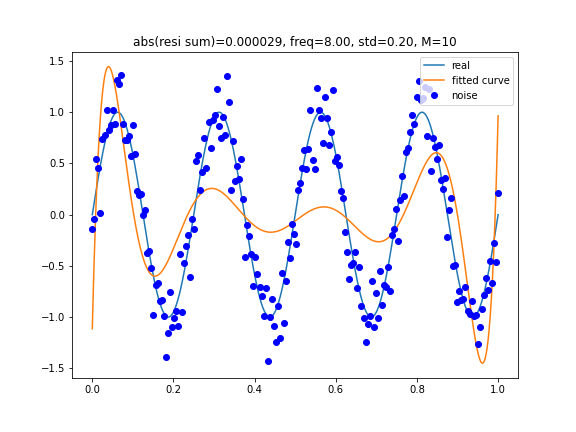 abs(resi sum)=0.000029, freq=8.00, std=0.20, M=10
real
fitted curve
noise
1.5
1.0
0.5
0.0
−0.5
−1.0
−1.5
0.0 0.2 0.4 0.6 0.8 1.0